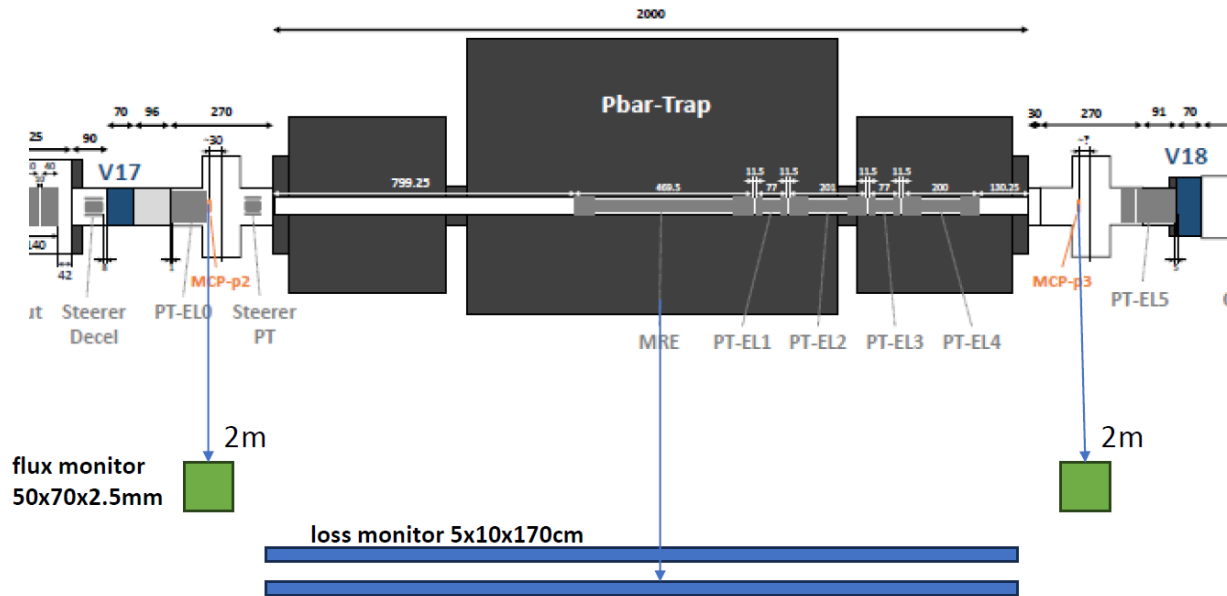 2000
Pbar-Trap
70
96
270
30
270
91
70
25
90
~30
~?
V17
V18
40
10
799.25
469.5
11.5
77
11.5
201
11.5
77
11.5
200
130.25
140
42
MCP-p2
MCP-p3
ut
Steerer
Decel
PT-EL0
Steerer
PT
MRE
PT-EL1
PT-EL2
PT-EL3
PT-EL4
PT-EL5
2m
2m
flux monitor
50x70x2.5mm
loss monitor 5x10x170cm